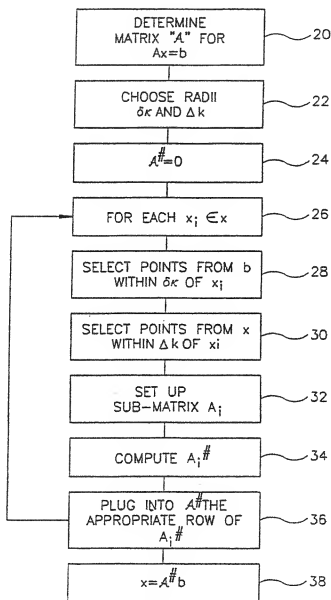 DETERMINE
MATRIX "A" FOR
Ax=b
20
CHOOSE RADII
δκ AND Δk
22
A#=0
24
FOR EACH xi ∈x
26
SELECT POINTS FROM b
WITHIN δκ OF xi
28
SELECT POINTS FROM x
WITHIN Δk OF xi
30
SET UP
SUB-MATRIX Ai
32
COMPUTE Ai#
34
PLUG INTO A# THE
APPROPRIATE ROW OF
Ai#
36
x=A#b
38